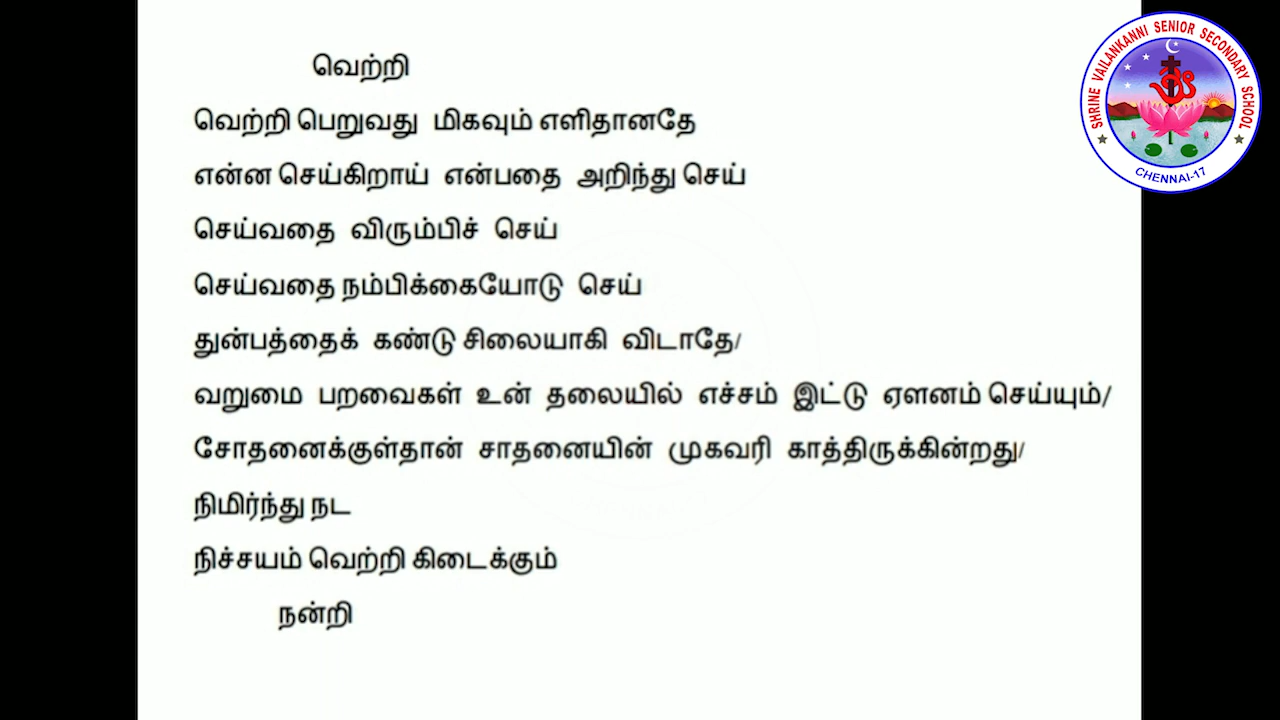 வெற்றி
வெற்றி பெறுவது மிகவும் எளிதானதே
என்ன செய்கிறாய் என்பதை அறிந்து செய்
செய்வதை விரும்பிச் செய்
செய்வதை நம்பிக்கையோடு செய்
துன்பத்தைக் கண்டு சிலையாகி விடாதே/
வறுமை பறவைகள் உன் தலையில் எச்சம் இட்டு ஏளனம் செய்யும்/
சோதனைக்குள்தான் சாதனையின் முகவரி காத்திருக்கின்றது/
நிமிர்ந்து நட
நிச்சயம் வெற்றி கிடைக்கும்
நன்றி
SHRINE VAILANKANNI SENIOR SECONDARY SCHOOL
CHENNAI-17